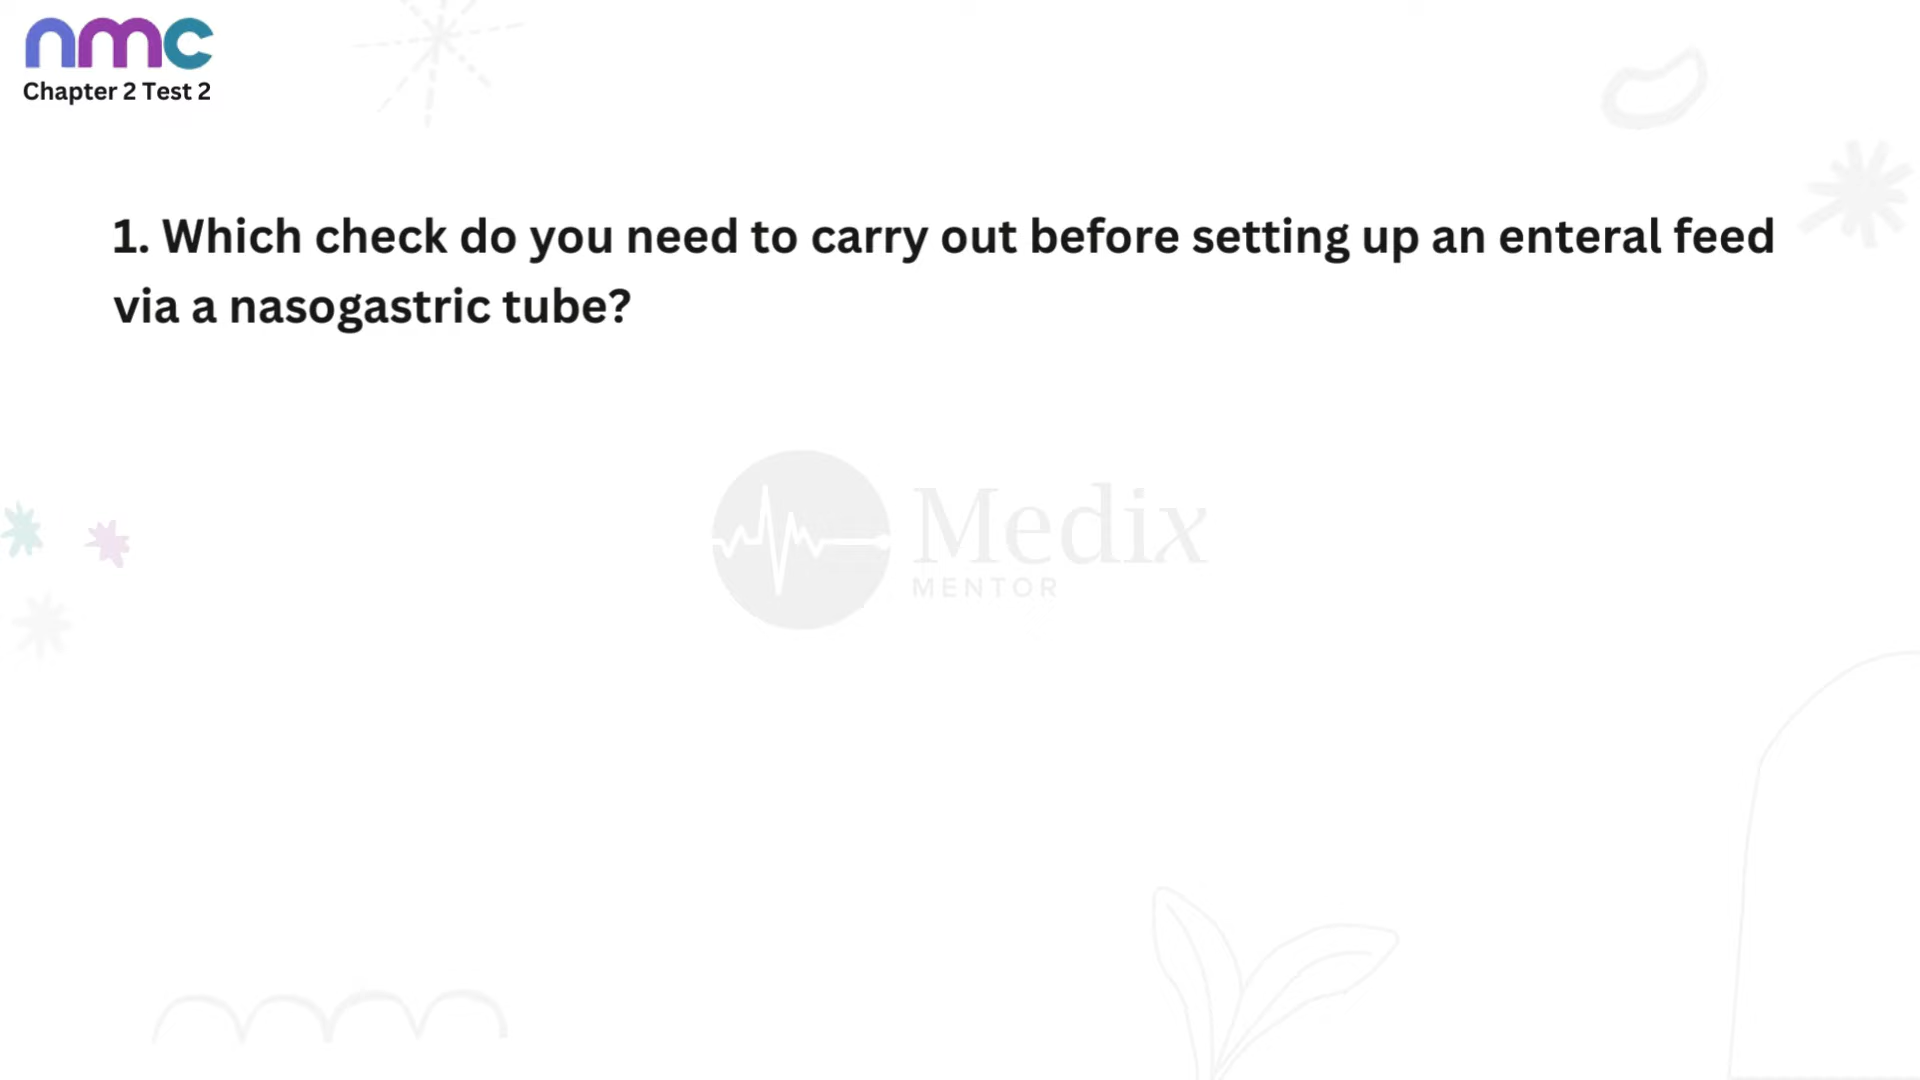 nmc
Chapter 2 Test 2
1. Which check do you need to carry out before setting up an enteral feed
via a nasogastric tube?
Medix
MENTOR